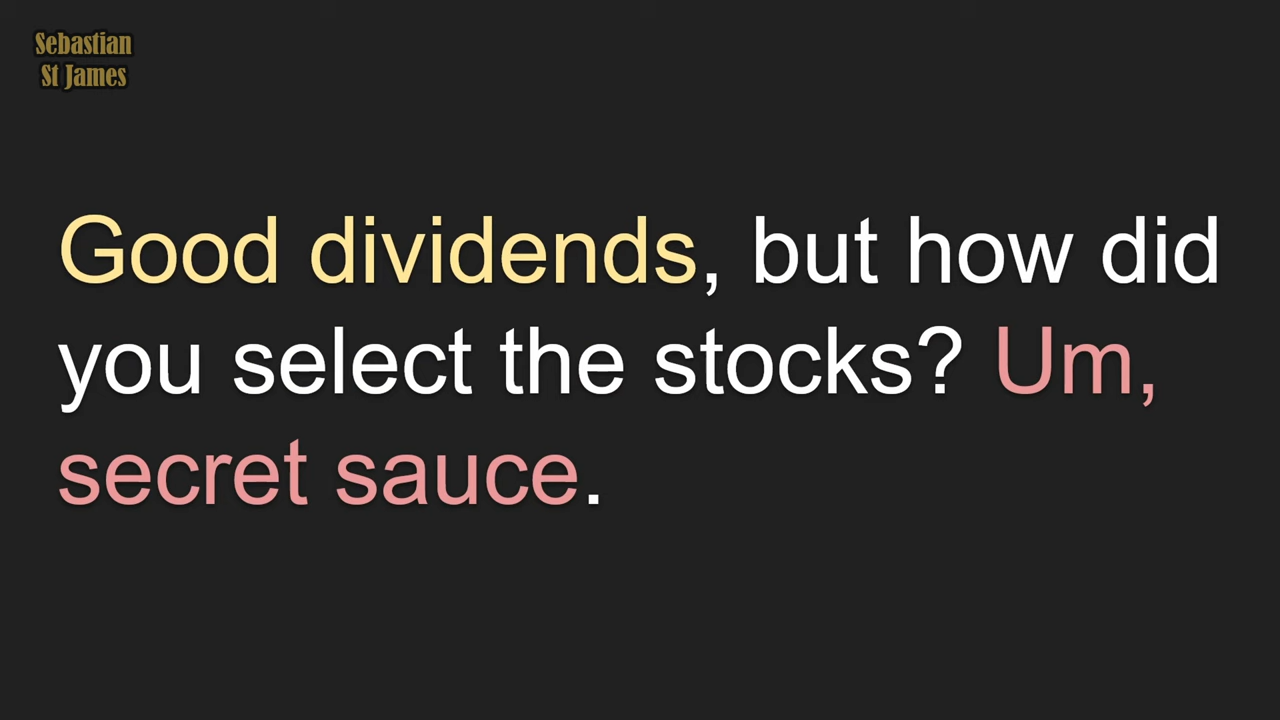 Sebastian
St James
Good dividends, but how did
you select the stocks? Um,
secret sauce.